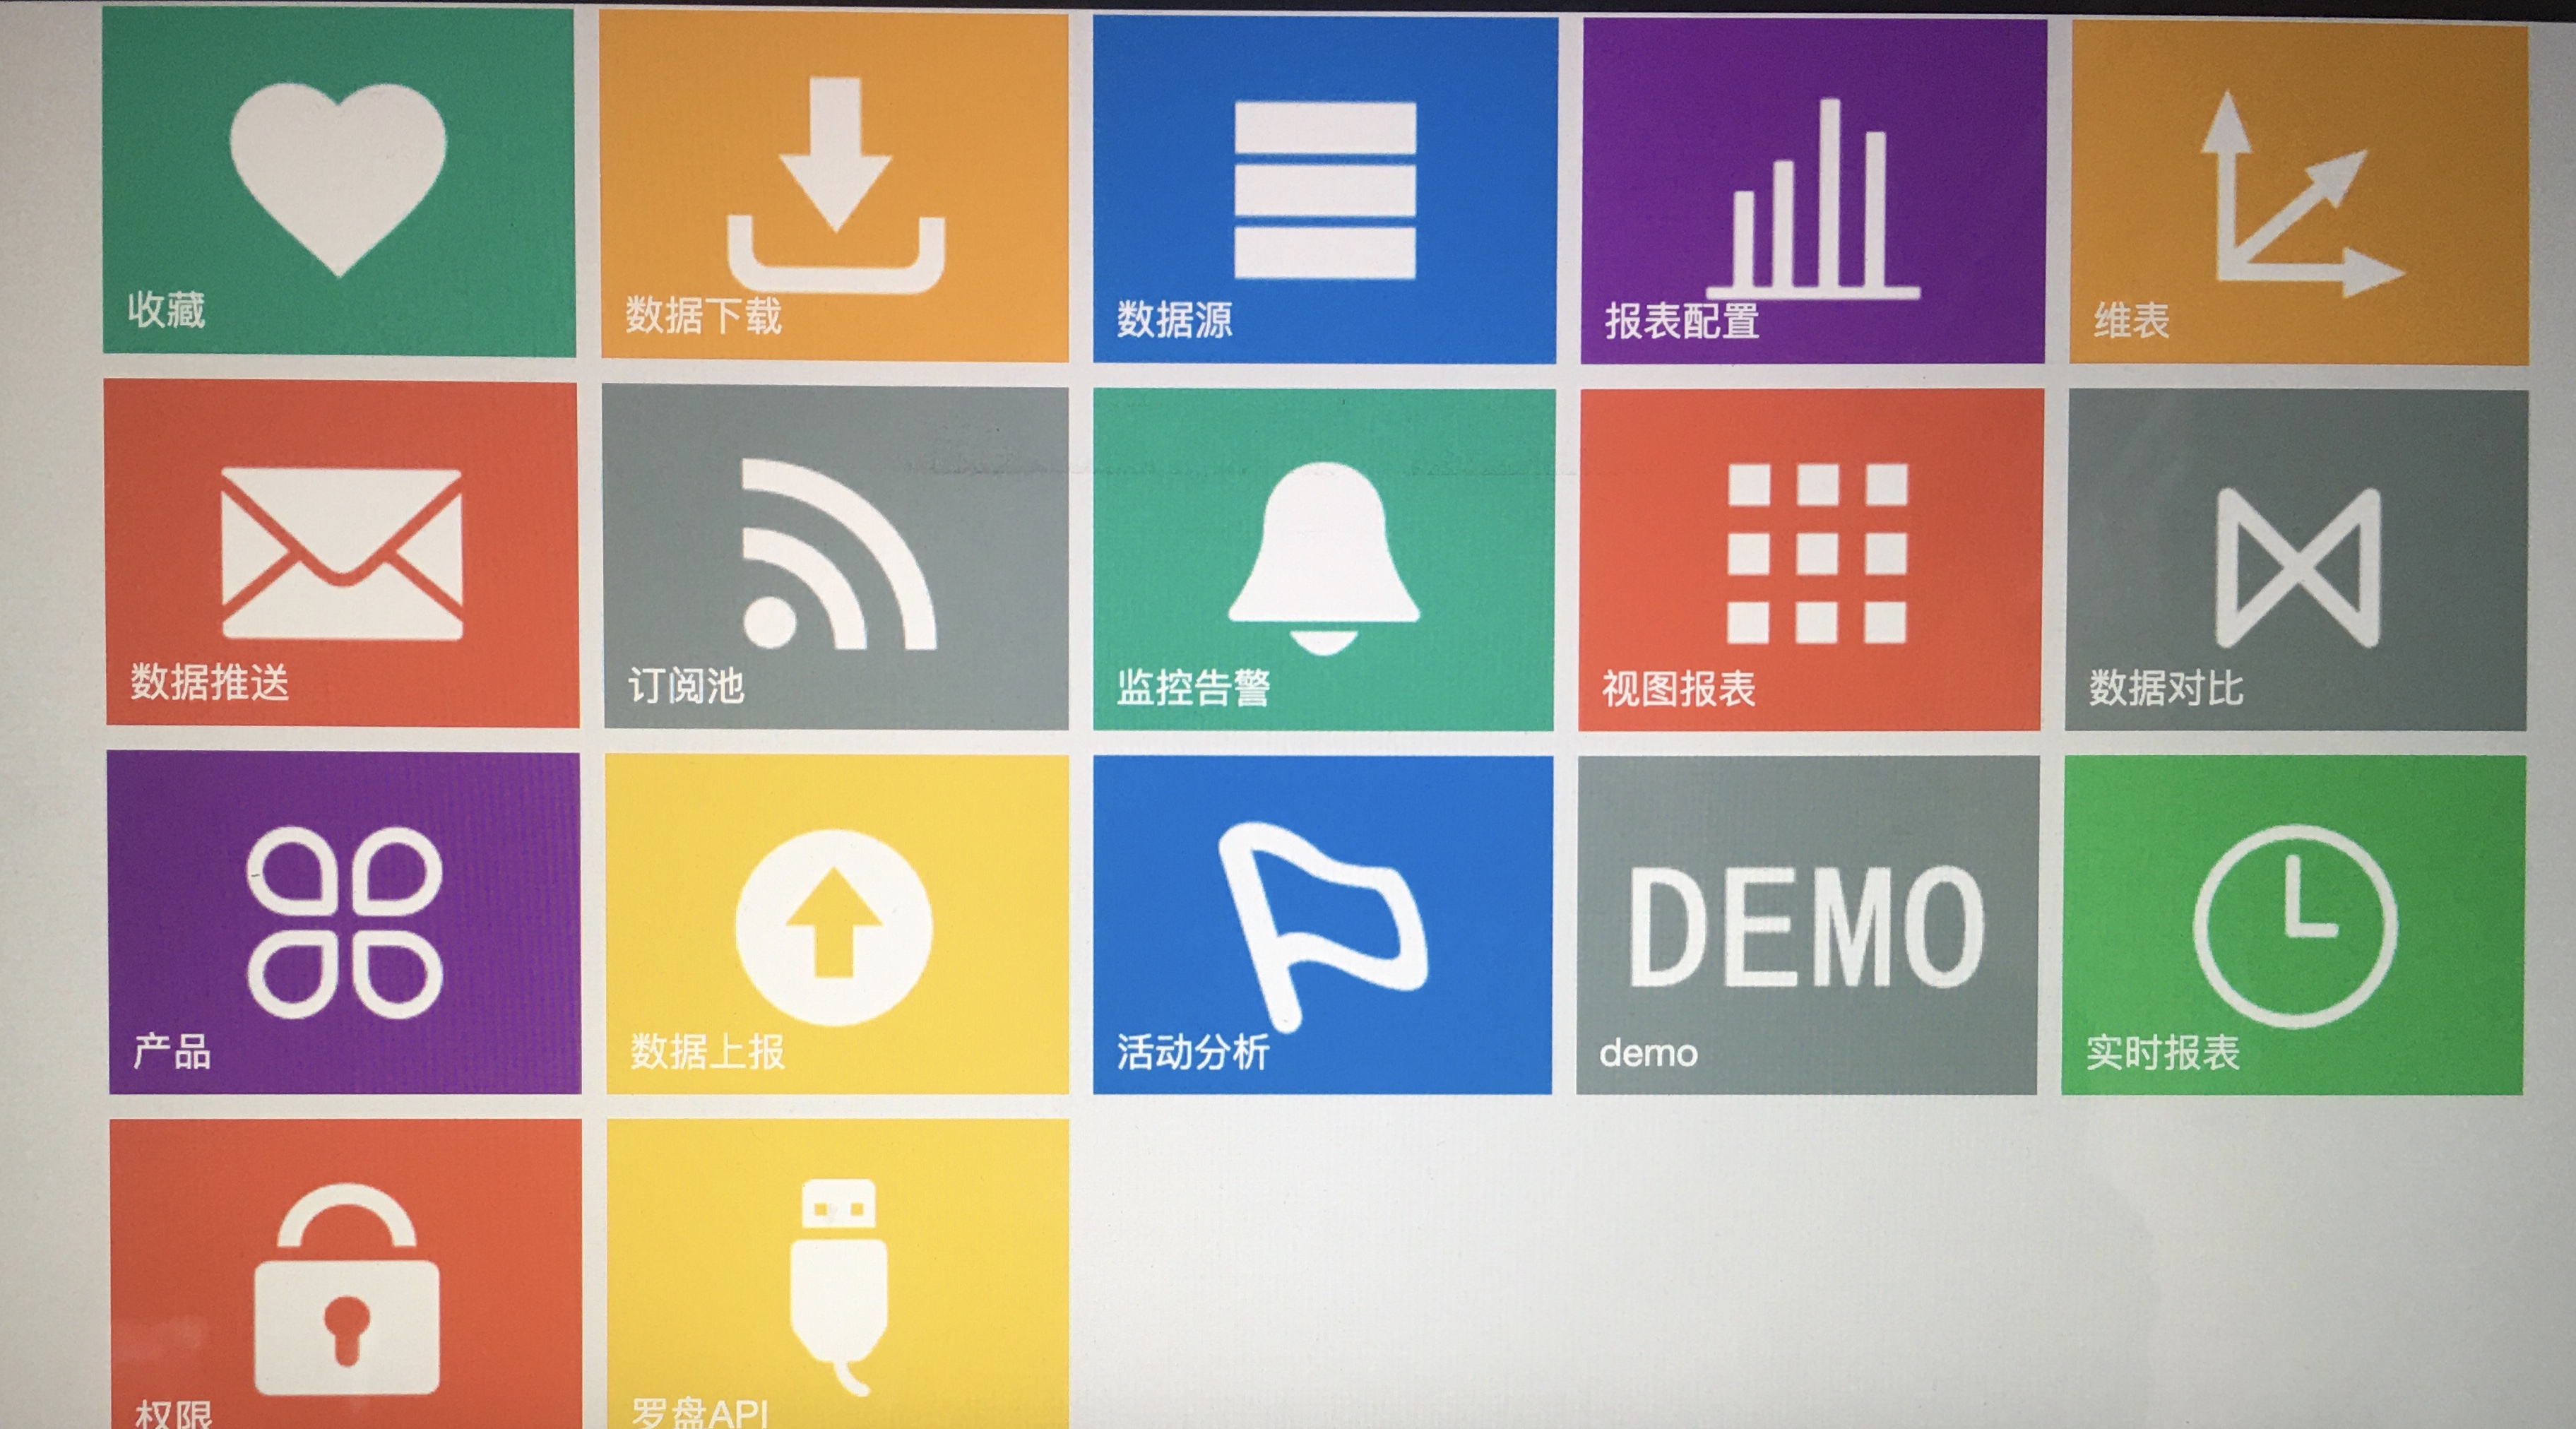 收藏
数据下载
数据源
报表配置
维表
数据推送
订阅池
监控告警
视图报表
数据对比
产品
数据上报
活动分析
DEMO
demo
实时报表
权限
罗盘API